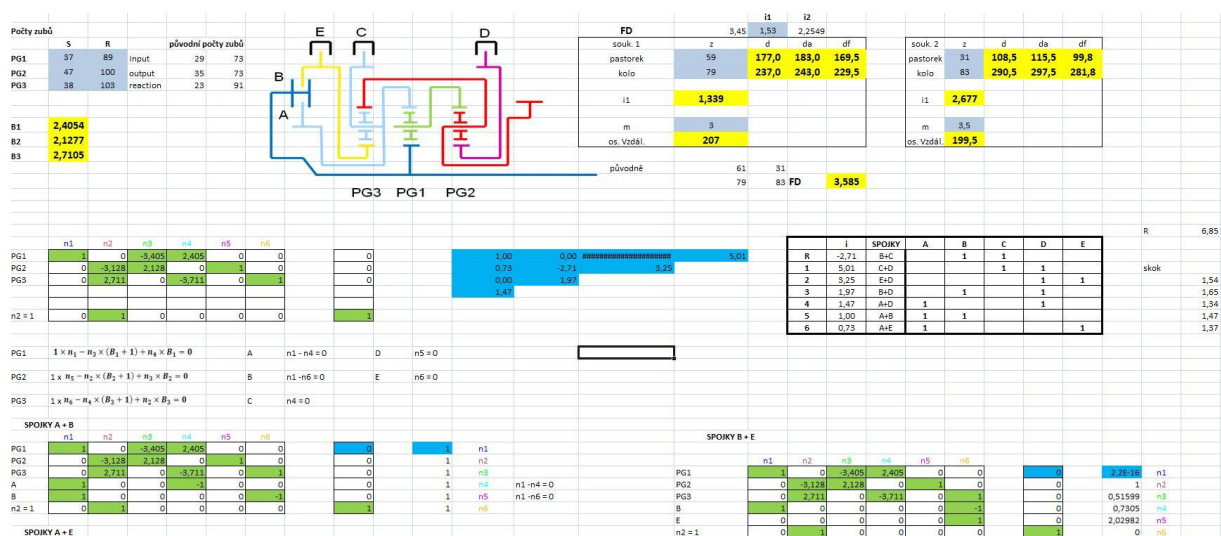 i1 i2
Počty zubů E C D FD 3,45 1,53 2,2549
S R původní počty zubů souk. 1 z d da df souk. 2 z d da df
PG1 37 89 input 29 73 pastorek 59 177,0 183,0 169,5 pastorek 31 108,5 115,5 99,8
PG2 47 100 output 35 73 kolo 79 237,0 243,0 229,5 kolo 83 290,5 297,5 281,8
PG3 38 103 reaction 23 91
B
A
i1 1,339 i1 2,677
B1 2,4054
m 3 m 3,5
B2 2,1277
os. Vzdál. 207 os. Vzdál. 199,5
B3 2,7105
původně 61 31
79 83 FD 3,585
PG3 PG1 PG2
R 6,85
n1 n2 n3 n4 n5 n6
PG1 1 0 -3,405 2,405 0 0 0 1,00 0,00 ##################### 5,01
PG2 0 -3,128 2,128 0 1 0 0 0,73 -2,71 3,25
PG3 0 2,711 0 -3,711 0 1 0 0,00 1,97
1,47
n2 = 1 0 1 0 0 0 0 1
i SPOJKY A B C D E
R -2,71 B+C 1 1
1 5,01 C+D 1 1 skok
2 3,25 E+D 1 1 1,54
3 1,97 B+D 1 1 1,65
4 1,47 A+D 1 1 1,34
5 1,00 A+B 1 1 1,47
6 0,73 A+E 1 1 1,37
PG1 1 × n₁ − n₃ × (B₁ + 1) + n₄ × B₁ = 0 A n1 - n4 = 0 D n5 = 0
PG2 1 x n₅ − n₂ × (B₂ + 1) + n₃ × B₂ = 0 B n1 -n6 = 0 E n6 = 0
PG3 1 x n₆ − n₄ × (B₃ + 1) + n₂ × B₃ = 0 C n4 = 0
SPOJKY A + B
n1 n2 n3 n4 n5 n6
PG1 1 0 -3,405 2,405 0 0 0 1 n1
PG2 0 -3,128 2,128 0 1 0 0 1 n2
PG3 0 2,711 0 -3,711 0 1 0 1 n3
A 1 0 0 -1 0 0 0 1 n4 n1 -n4 = 0
B 1 0 0 0 0 -1 0 1 n5 n1 -n6 = 0
n2 = 1 0 1 0 0 0 0 1 1 n6
SPOJKY A + E
SPOJKY B + E
n1 n2 n3 n4 n5 n6
PG1 1 0 -3,405 2,405 0 0 0 2,2E-16 n1
PG2 0 -3,128 2,128 0 1 0 0 1 n2
PG3 0 2,711 0 -3,711 0 1 0 0,51599 n3
B 1 0 0 0 0 -1 0 0,7305 n4
E 0 0 0 0 0 1 0 2,02982 n5
n2 = 1 0 1 0 0 0 0 1 0 n6